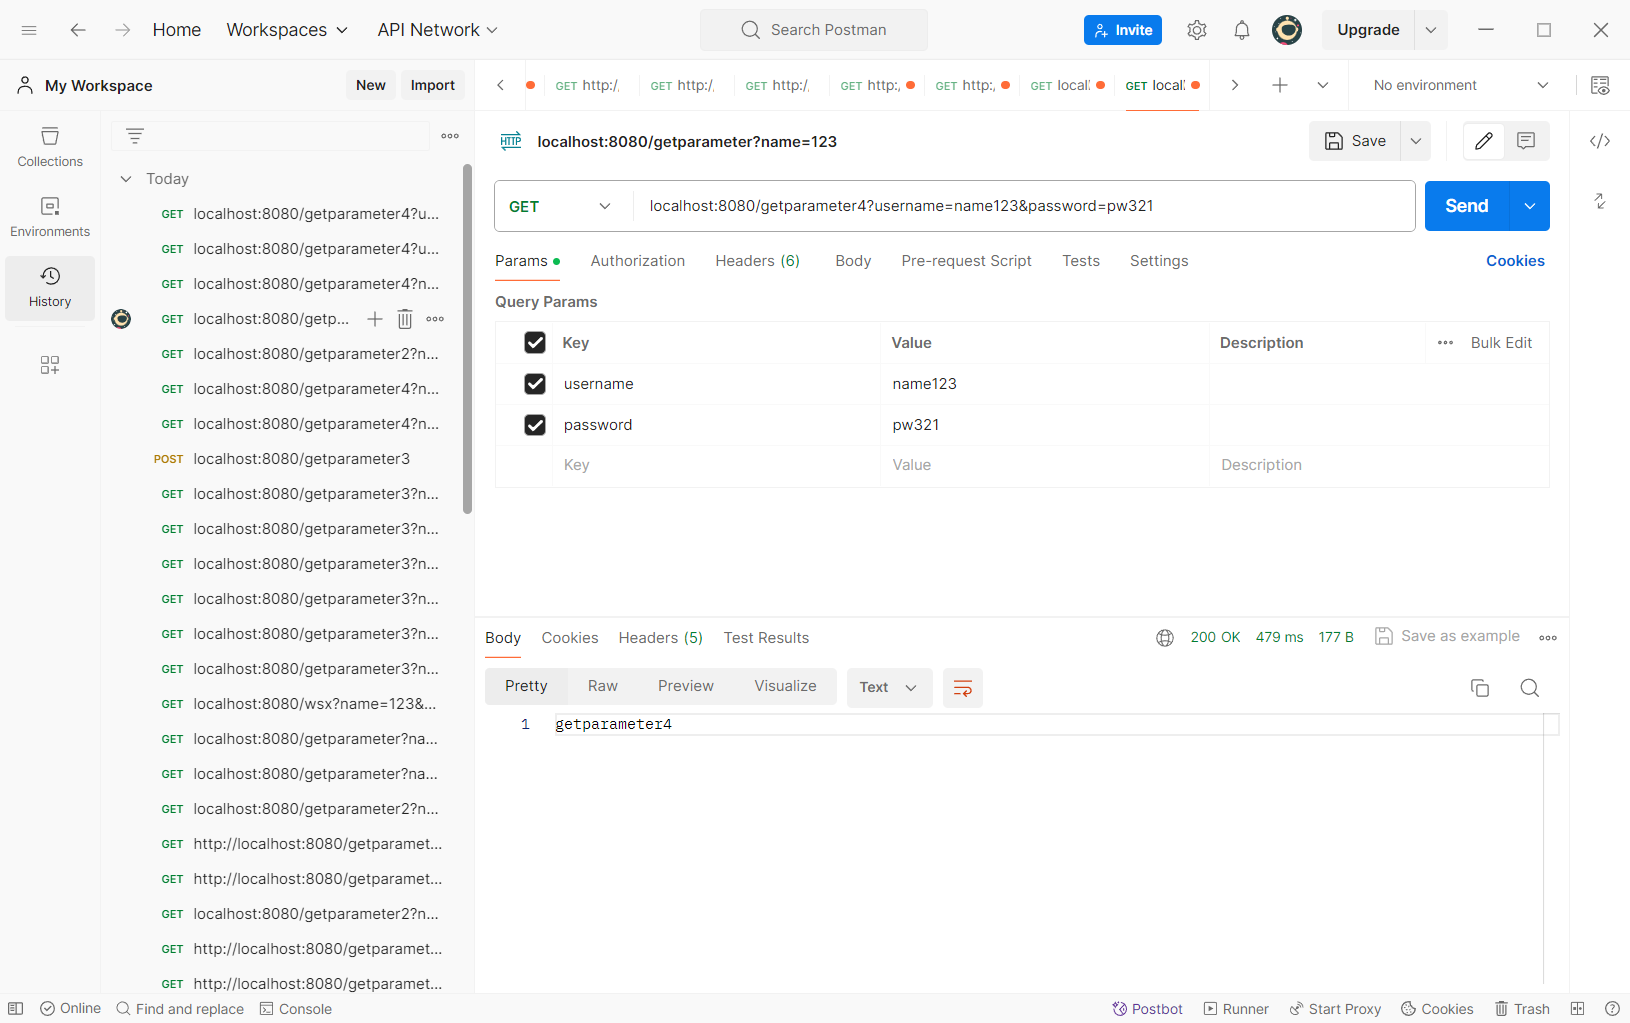 Home Workspaces API Network Search Postman Invite Upgrade
My Workspace New Import
GET http:/ GET http:/ GET http:/ GET http:, GET http:, GET local GET local No environment
Collections
Environments
History
Today
GET localhost:8080/getparameter4?u...
GET localhost:8080/getparameter4?u...
GET localhost:8080/getparameter4?n...
GET localhost:8080/getp...
GET localhost:8080/getparameter2?n...
GET localhost:8080/getparameter4?n...
GET localhost:8080/getparameter4?n...
POST localhost:8080/getparameter3
GET localhost:8080/getparameter3?n...
GET localhost:8080/getparameter3?n...
GET localhost:8080/getparameter3?n...
GET localhost:8080/getparameter3?n...
GET localhost:8080/getparameter3?n...
GET localhost:8080/getparameter3?n...
GET localhost:8080/wsx?name=123&...
GET localhost:8080/getparameter?na...
GET localhost:8080/getparameter?na...
GET localhost:8080/getparameter2?n...
GET http://localhost:8080/getparamet...
GET http://localhost:8080/getparamet...
GET localhost:8080/getparameter2?n...
GET http://localhost:8080/getparamet...
GET http://localhost:8080/getparamet...
HTTP localhost:8080/getparameter?name=123 Save
GET localhost:8080/getparameter4?username=name123&password=pw321 Send
Params Authorization Headers (6) Body Pre-request Script Tests Settings Cookies
Query Params
Key Value Description Bulk Edit
username name123
password pw321
Key Value Description
Body Cookies Headers (5) Test Results 200 OK 479 ms 177 B Save as example
Pretty Raw Preview Visualize Text
1 getparameter4
Online Find and replace Console Postbot Runner Start Proxy Cookies Trash